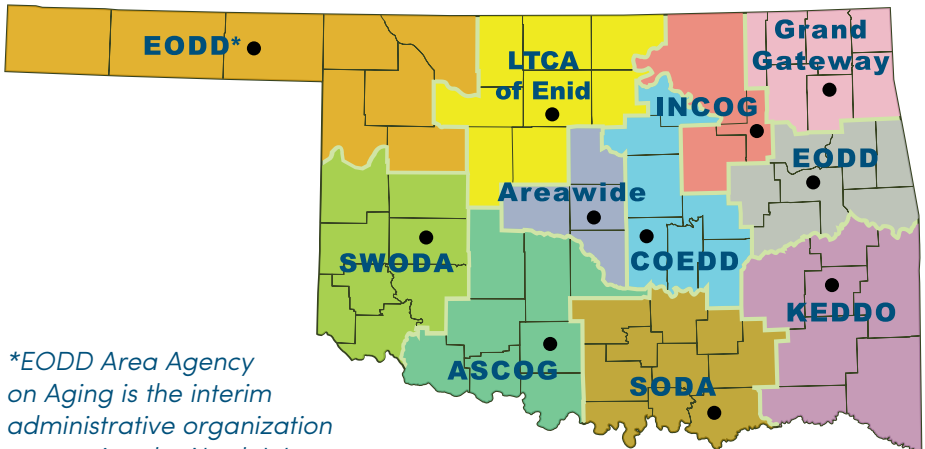 EODD*
LTCA
of Enid
Grand
Gateway
INCOG
EODD
Areawide
SWODA
COEDD
KEDDO
ASCOG
SODA
*EODD Area Agency
on Aging is the interim
administrative organization